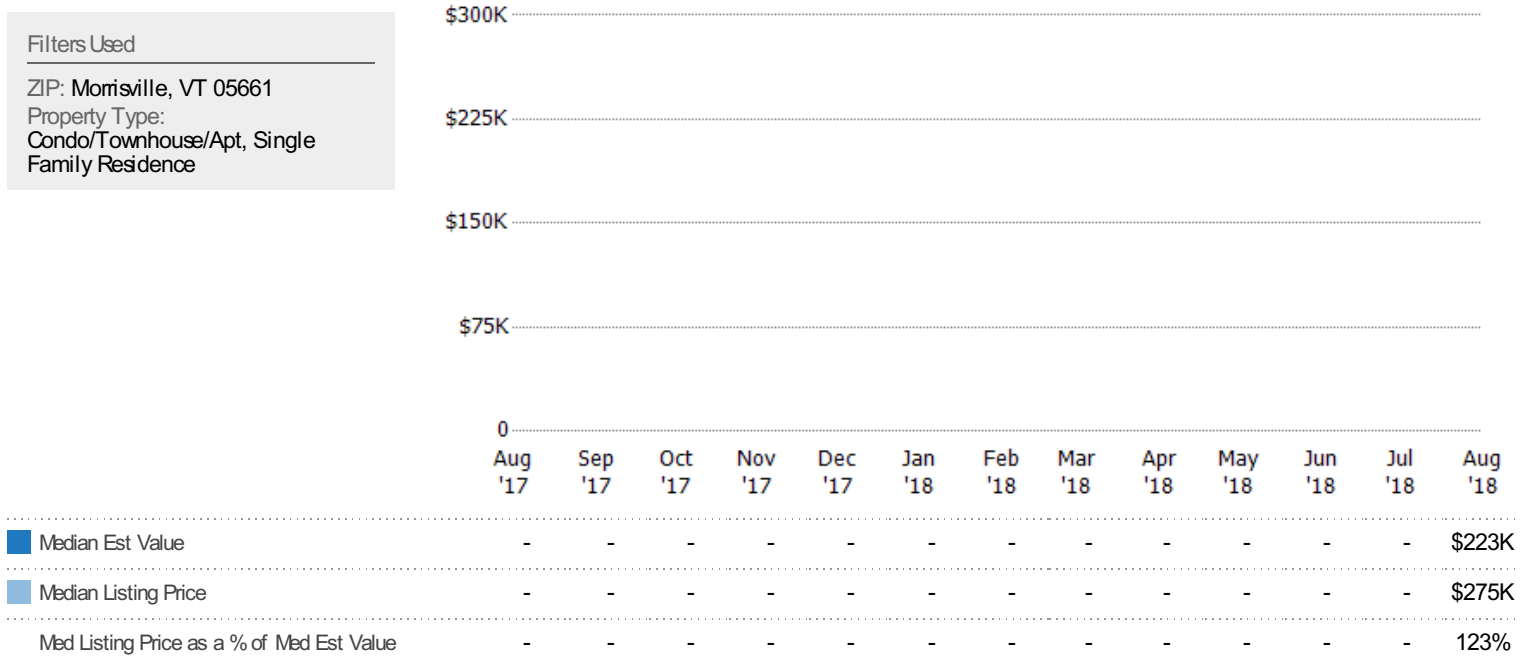 Filters Used
ZIP: Morrisville, VT 05661
Property Type:
Condo/Townhouse/Apt, Single
Family Residence
$300K
$225K
$150K
$75K
0
Aug Sep Oct Nov Dec Jan Feb Mar Apr May Jun Jul Aug
'17 '17 '17 '17 '17 '18 '18 '18 '18 '18 '18 '18 '18
Median Est Value - - - - - - - - - - - - $223K
Median Listing Price - - - - - - - - - - - - $275K
Med Listing Price as a % of Med Est Value - - - - - - - - - - - - 123%